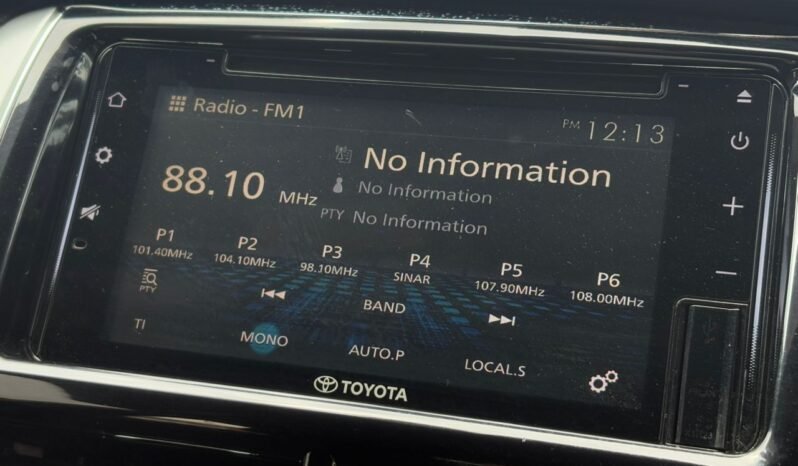 Radio - FM1
PM 12:13
No Information
88.10 MHz
No Information
PTY No Information
P1 P2 P3 P4 P5 P6
101.40MHz 104.10MHz 98.10MHz SINAR 107.90MHz 108.00MHz
PTY
BAND
TI MONO AUTO.P LOCAL.S
TOYOTA